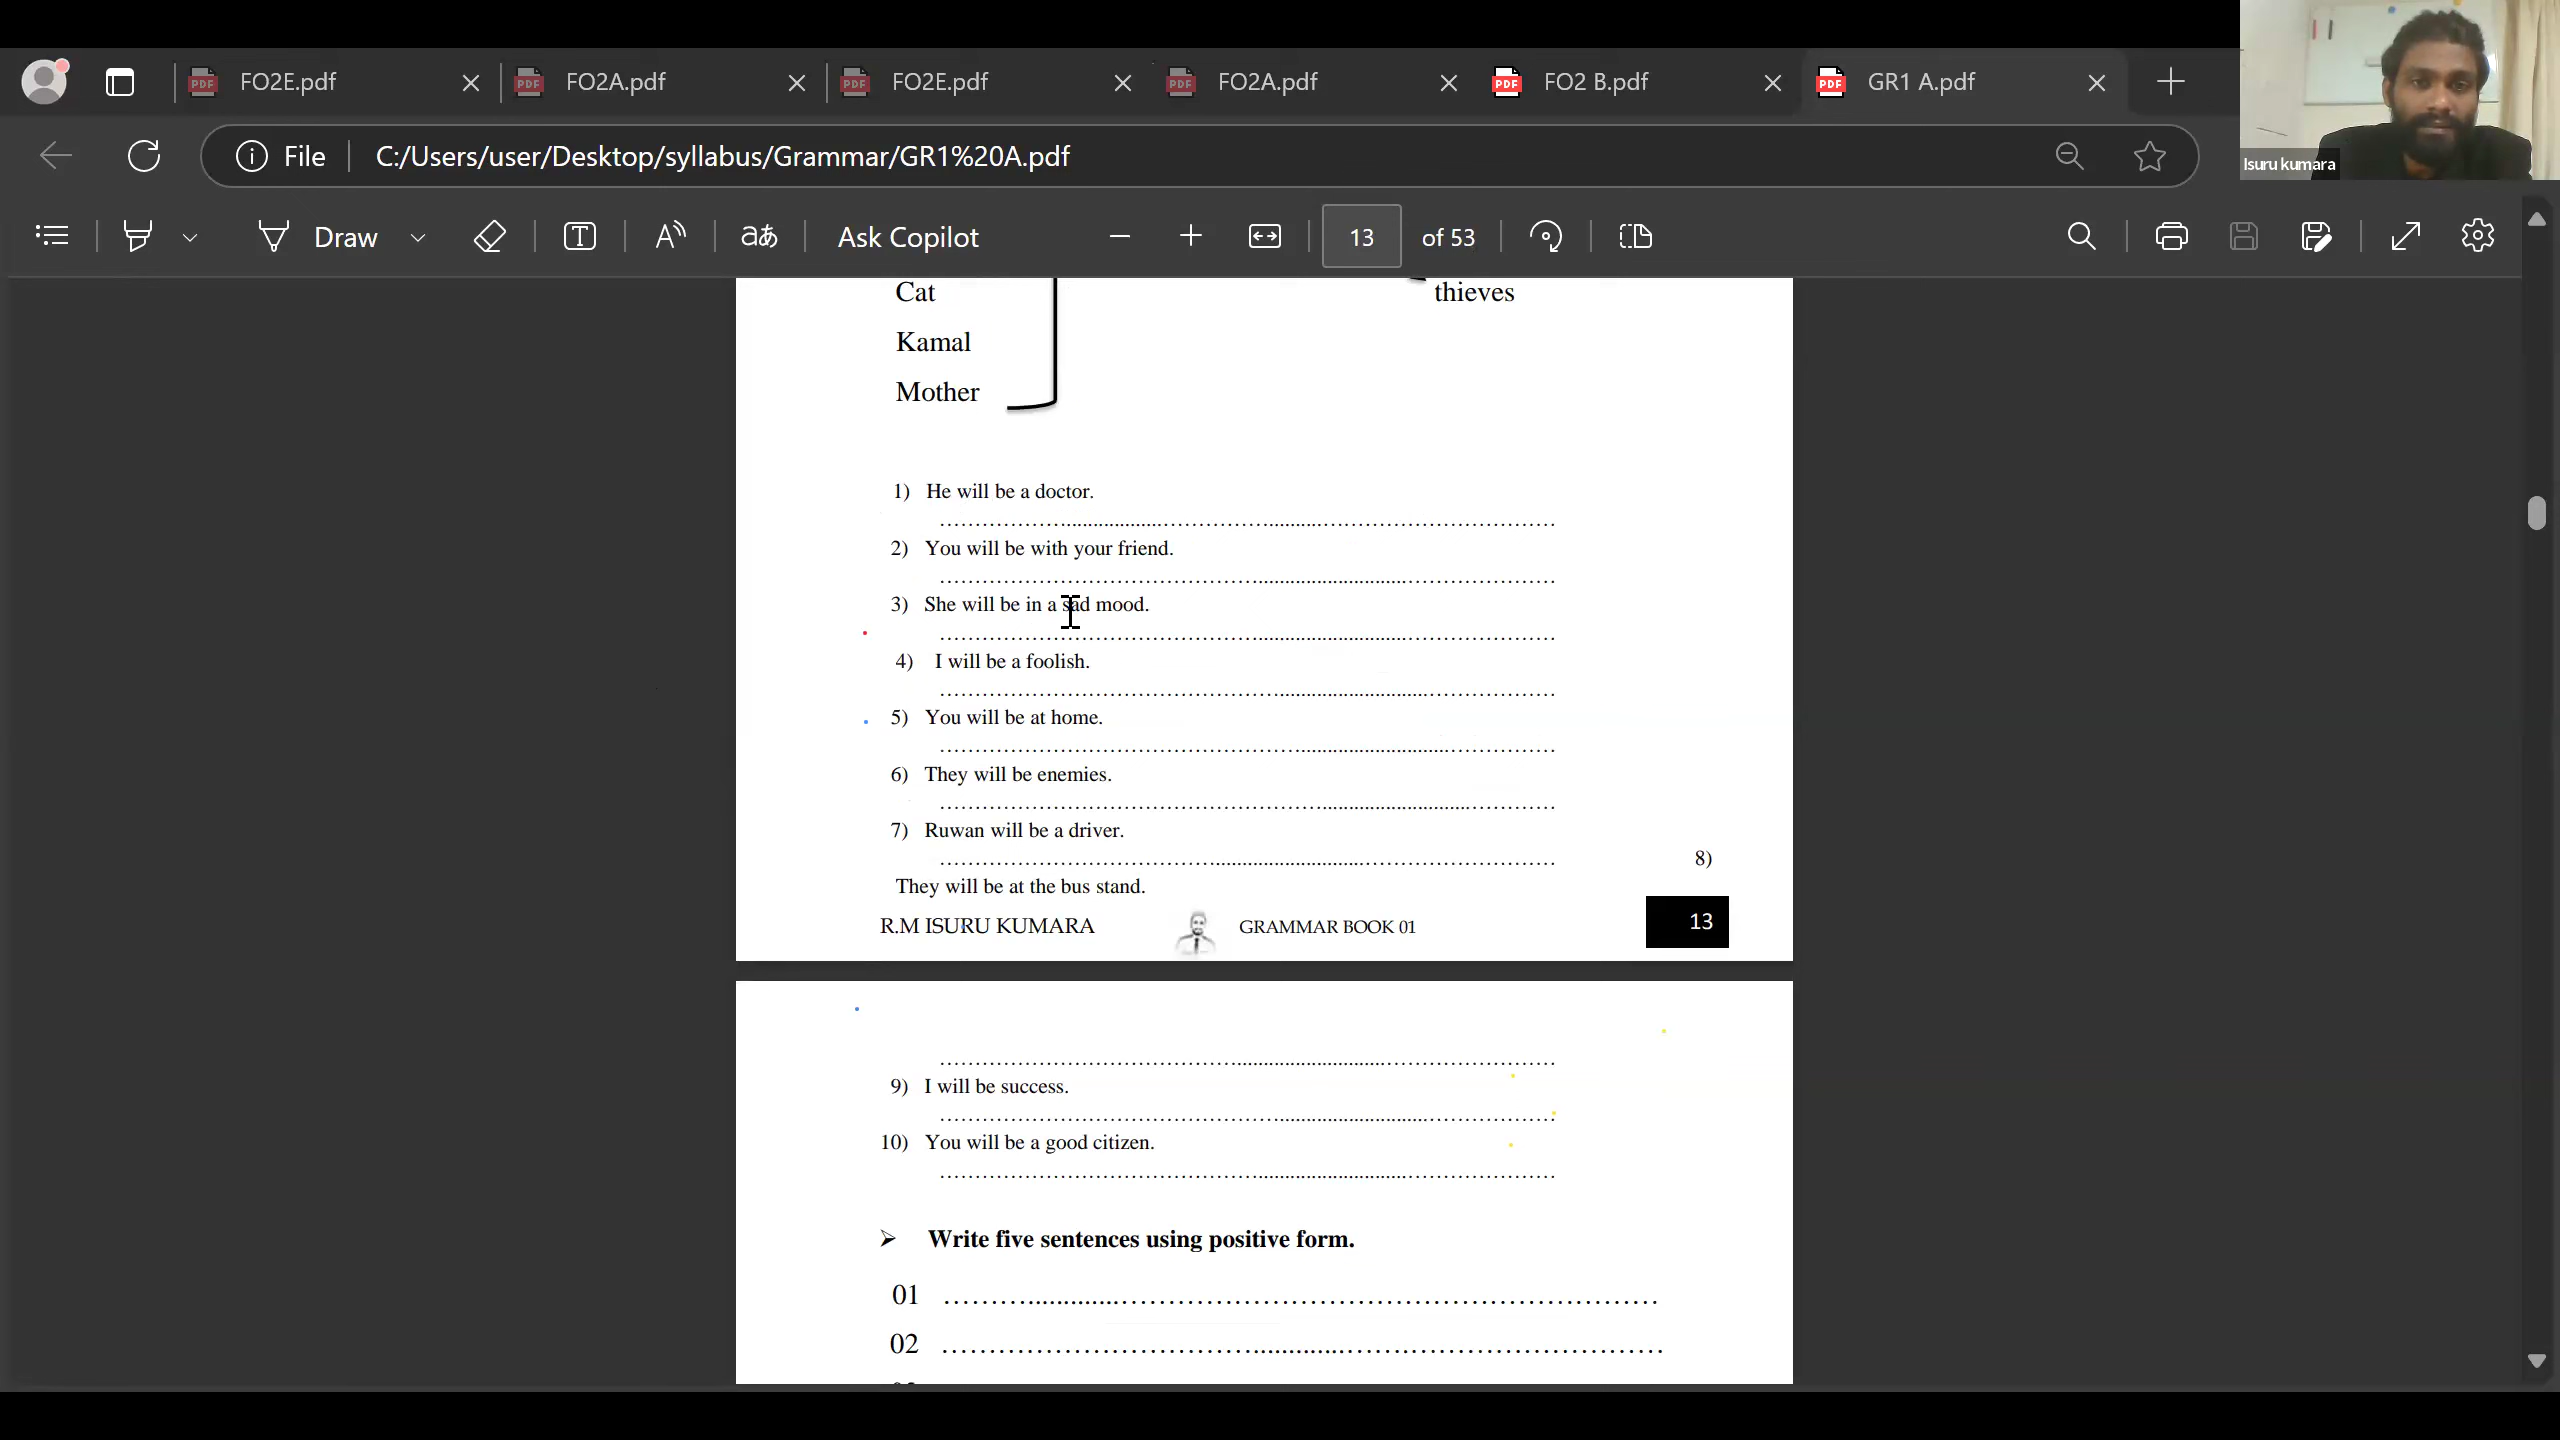 FO2E.pdf
FO2A.pdf
FO2E.pdf
FO2A.pdf
FO2 B.pdf
GR1 A.pdf
File
C:/Users/user/Desktop/syllabus/Grammar/GR1%20A.pdf
Isuru kumara
Draw
Ask Copilot
13 of 53
Cat
thieves
Kamal
Mother
1) He will be a doctor.
2) You will be with your friend.
3) She will be in a sad mood.
4) I will be a foolish.
5) You will be at home.
6) They will be enemies.
7) Ruwan will be a driver.
8)
They will be at the bus stand.
R.M ISURU KUMARA
GRAMMAR BOOK 01
13
9) I will be success.
10) You will be a good citizen.
➢ Write five sentences using positive form.
01
02